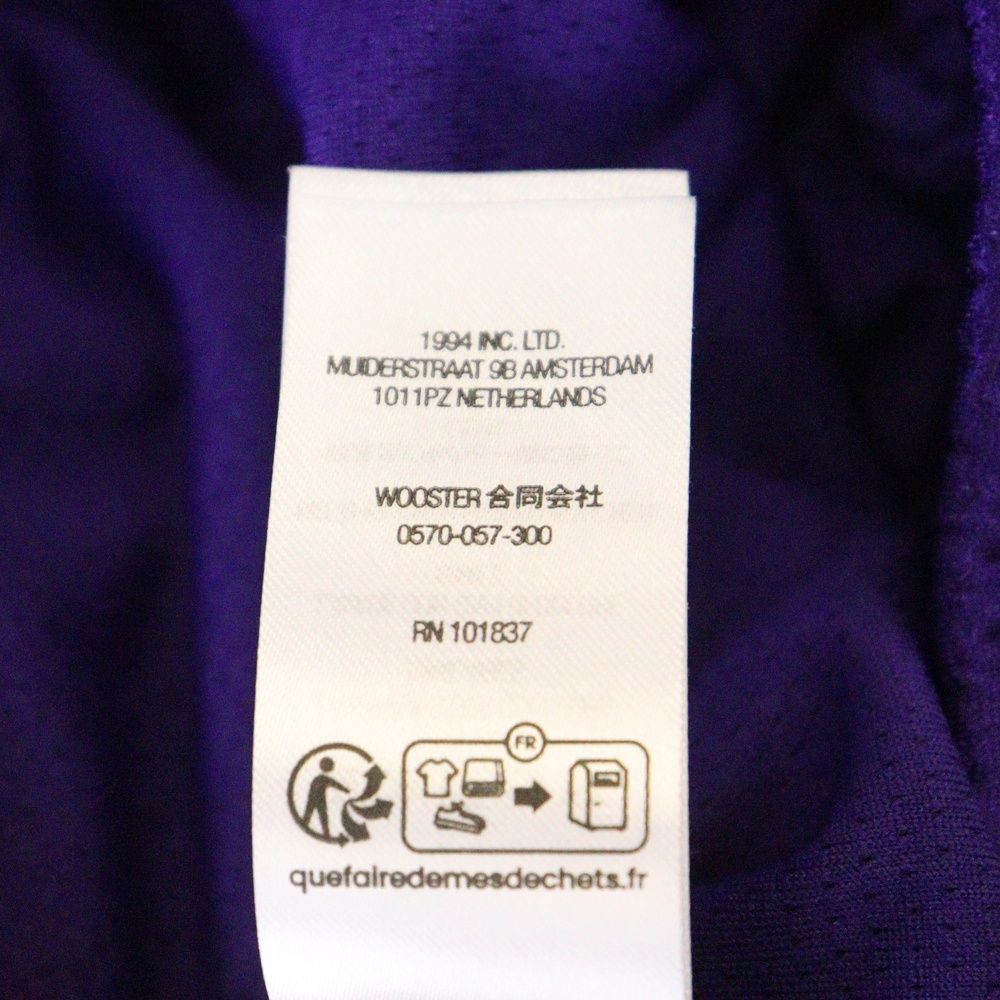 1994 INC. LTD.
MUIDERSTRAAT 9B AMSTERDAM
1011PZ NETHERLANDS
WOOSTER 合同会社
0570-057-300
RN 101837
FR
quefairedemesdechets.fr